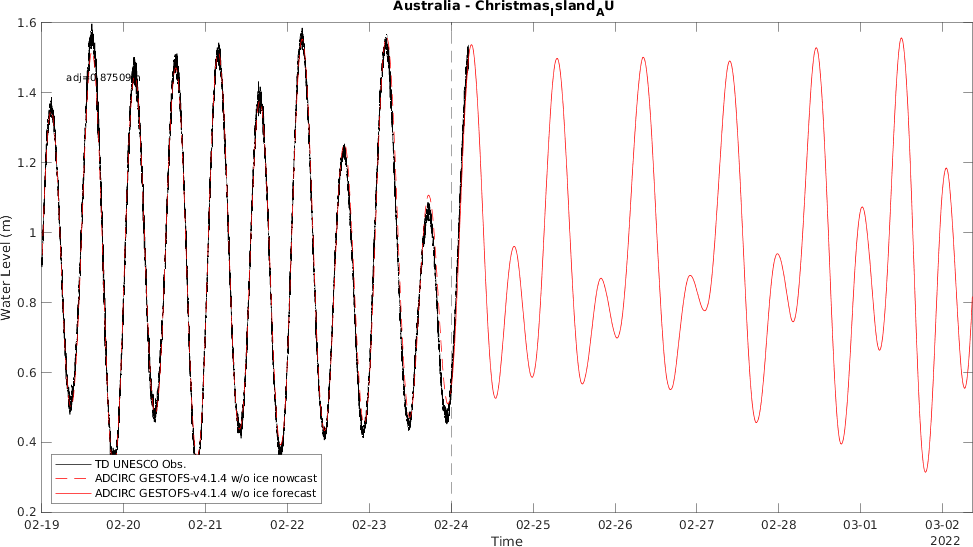 Australia - ChristmasIslandAU
1.6
adj=0.87509m
1.4
1.2
1
0.8
0.6
0.4
0.2
Water Level (m)
TD UNESCO Obs.
ADCIRC GESTOFS-v4.1.4 w/o ice nowcast
ADCIRC GESTOFS-v4.1.4 w/o ice forecast
02-19 02-20 02-21 02-22 02-23 02-24 02-25 02-26 02-27 02-28 03-01 03-02
Time
2022